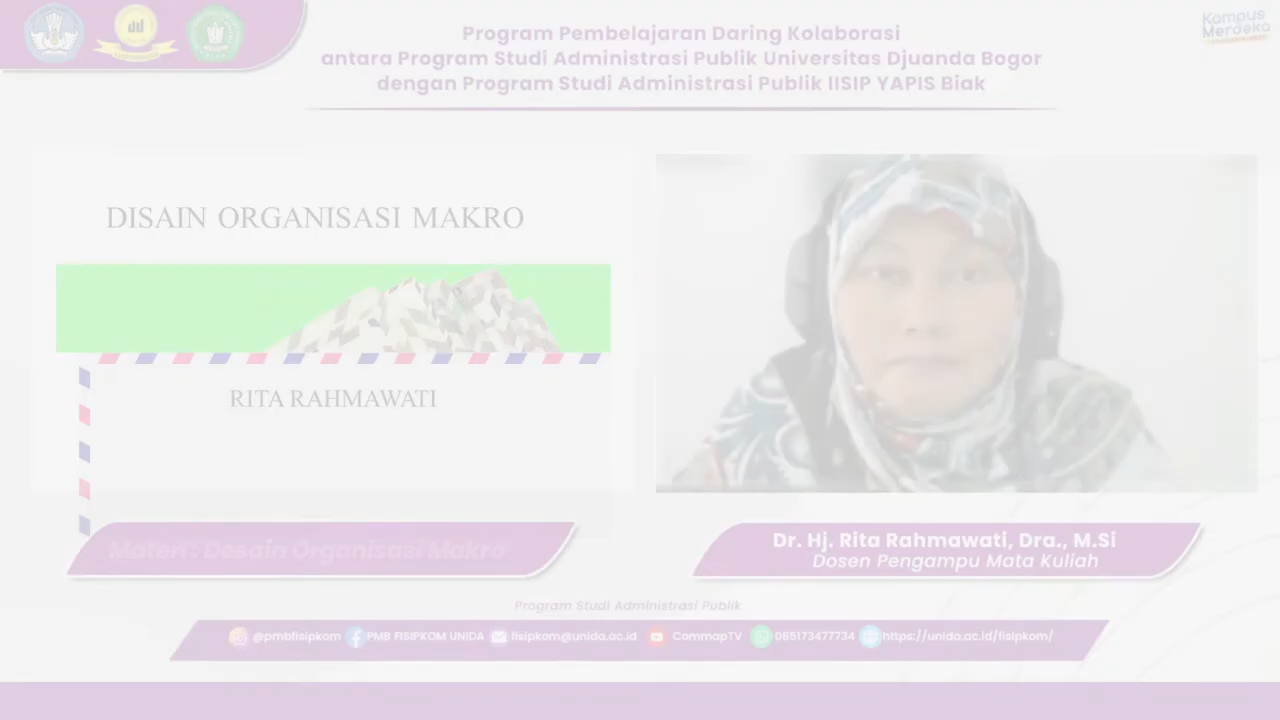 Program Pembelajaran Daring Kolaborasi
antara Program Studi Administrasi Publik Universitas Djuanda Bogor
dengan Program Studi Administrasi Publik IISIP YAPIS Biak
Kampus
Merdeka
DISAIN ORGANISASI MAKRO
RITA RAHMAWATI
Materi : Desain Organisasi Makro
Dr. Hj. Rita Rahmawati, Dra., M.Si
Dosen Pengampu Mata Kuliah
Program Studi Administrasi Publik
@pmbfisipkom PMB FISIPKOM UNIDA fisipkom@unida.ac.id CommapTV 085173477734 https://unida.ac.id/fisipkom/